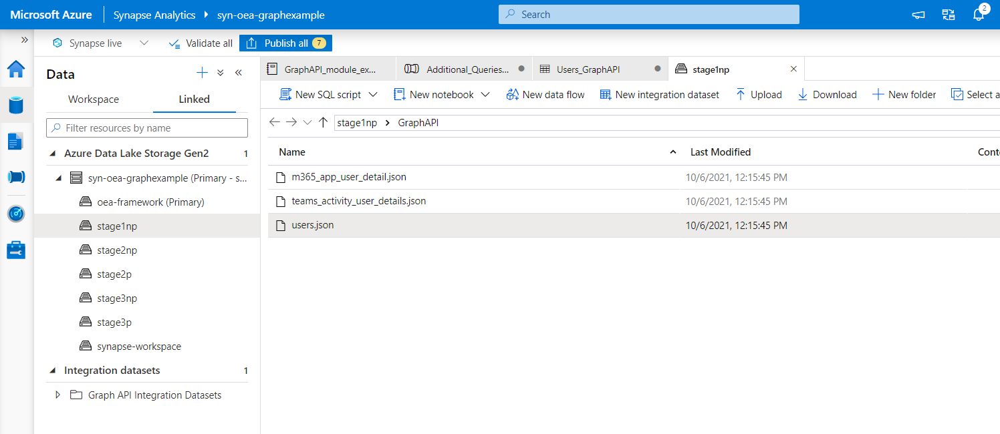 Microsoft Azure Synapse Analytics syn-oea-graphexample Search 2
Synapse live Validate all Publish all 7
Data
Workspace Linked
Filter resources by name
Azure Data Lake Storage Gen2 1
syn-oea-graphexample (Primary - s...
oea-framework (Primary)
stage1np
stage2np
stage2p
stage3np
stage3p
synapse-workspace
Integration datasets 1
Graph API Integration Datasets
GraphAPI_module_ex... Additional_Queries... Users_GraphAPI stage1np
New SQL script New notebook New data flow New integration dataset Upload Download New folder Select a
stage1np GraphAPI
Name Last Modified Conte
m365_app_user_detail.json 10/6/2021, 12:15:45 PM
teams_activity_user_details.json 10/6/2021, 12:15:45 PM
users.json 10/6/2021, 12:15:45 PM